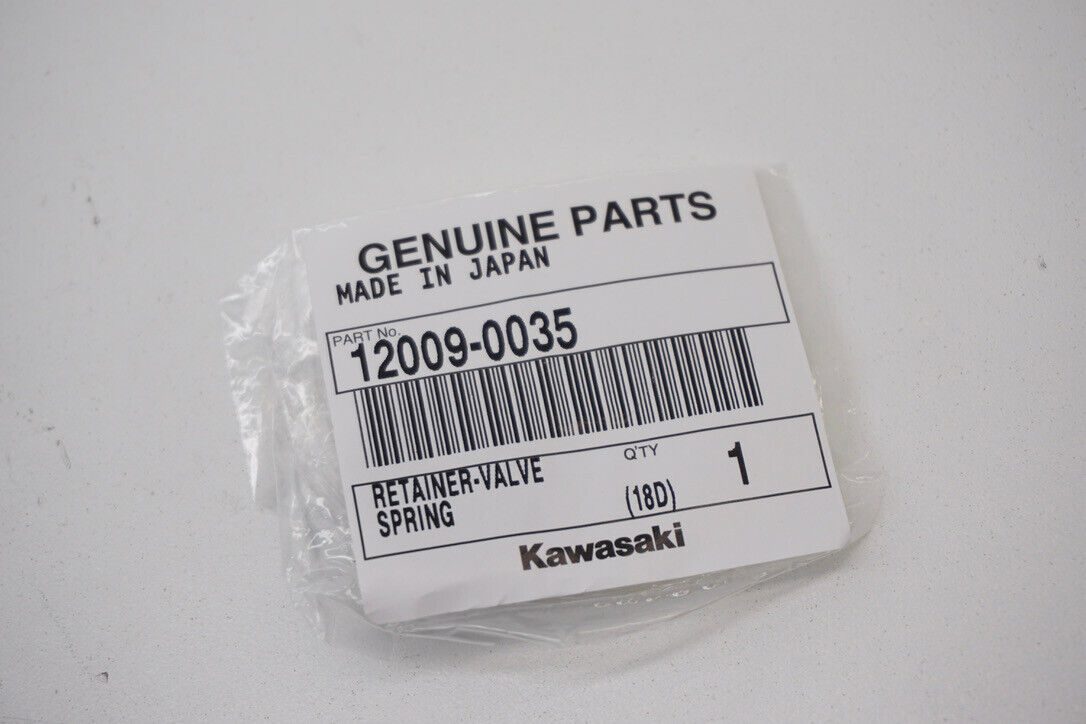 GENUINE PARTS
MADE IN JAPAN
PART No.
12009-0035
RETAINER-VALVE
SPRING
Q'TY
(18D)
1
Kawasaki